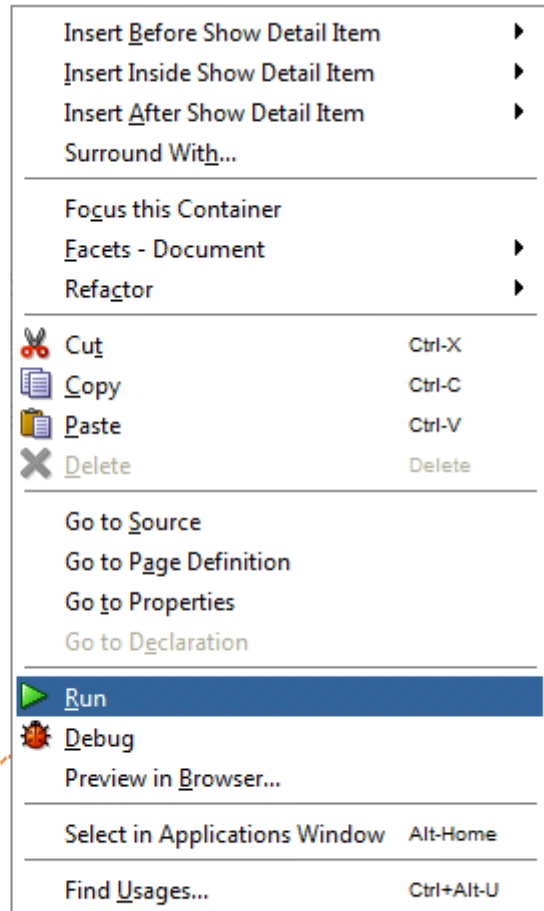 Insert Before Show Detail Item
Insert Inside Show Detail Item
Insert After Show Detail Item
Surround With...
Focus this Container
Facets - Document
Refactor
Cut Ctrl-X
Copy Ctrl-C
Paste Ctrl-V
Delete Delete
Go to Source
Go to Page Definition
Go to Properties
Go to Declaration
Run
Debug
Preview in Browser...
Select in Applications Window Alt-Home
Find Usages... Ctrl+Alt-U